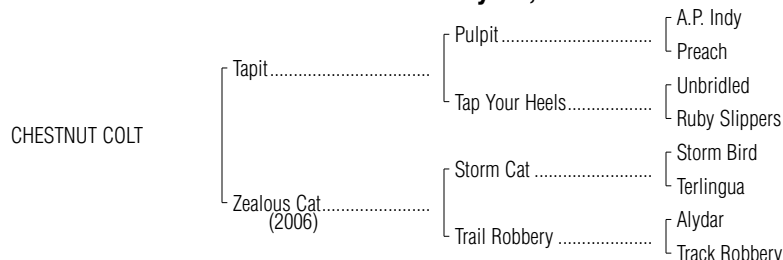 A.P. Indy
Pulpit
Preach
Tapit
Unbridled
Tap Your Heels
Ruby Slippers
CHESTNUT COLT
Storm Bird
Storm Cat
Terlingua
Zealous Cat
(2006)
Alydar
Trail Robbery
Track Robbery